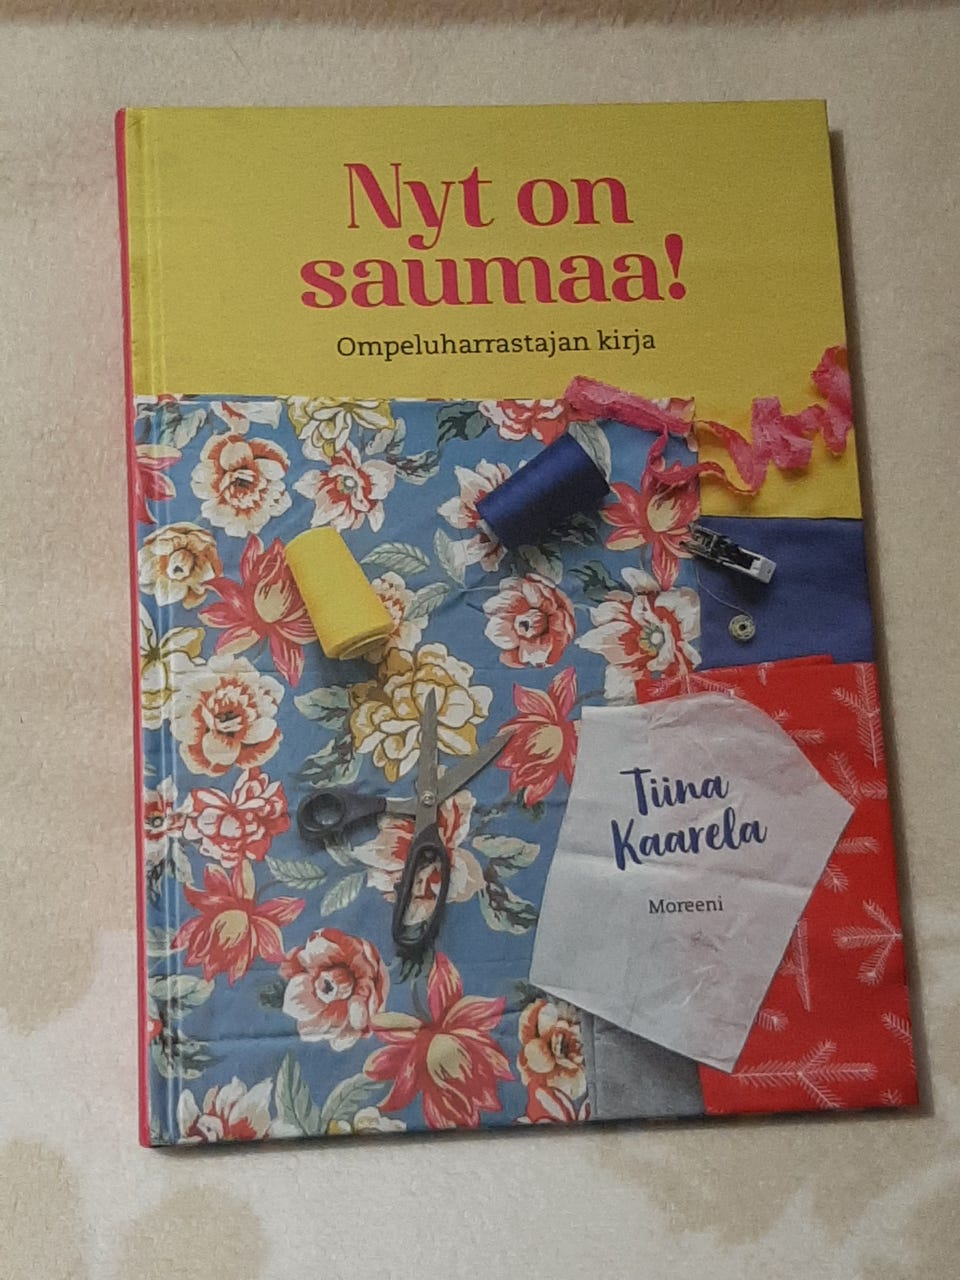 Nyt on
saumaa!
Ompeluharrastajan kirja
Tiina
Kaarela
Moreeni